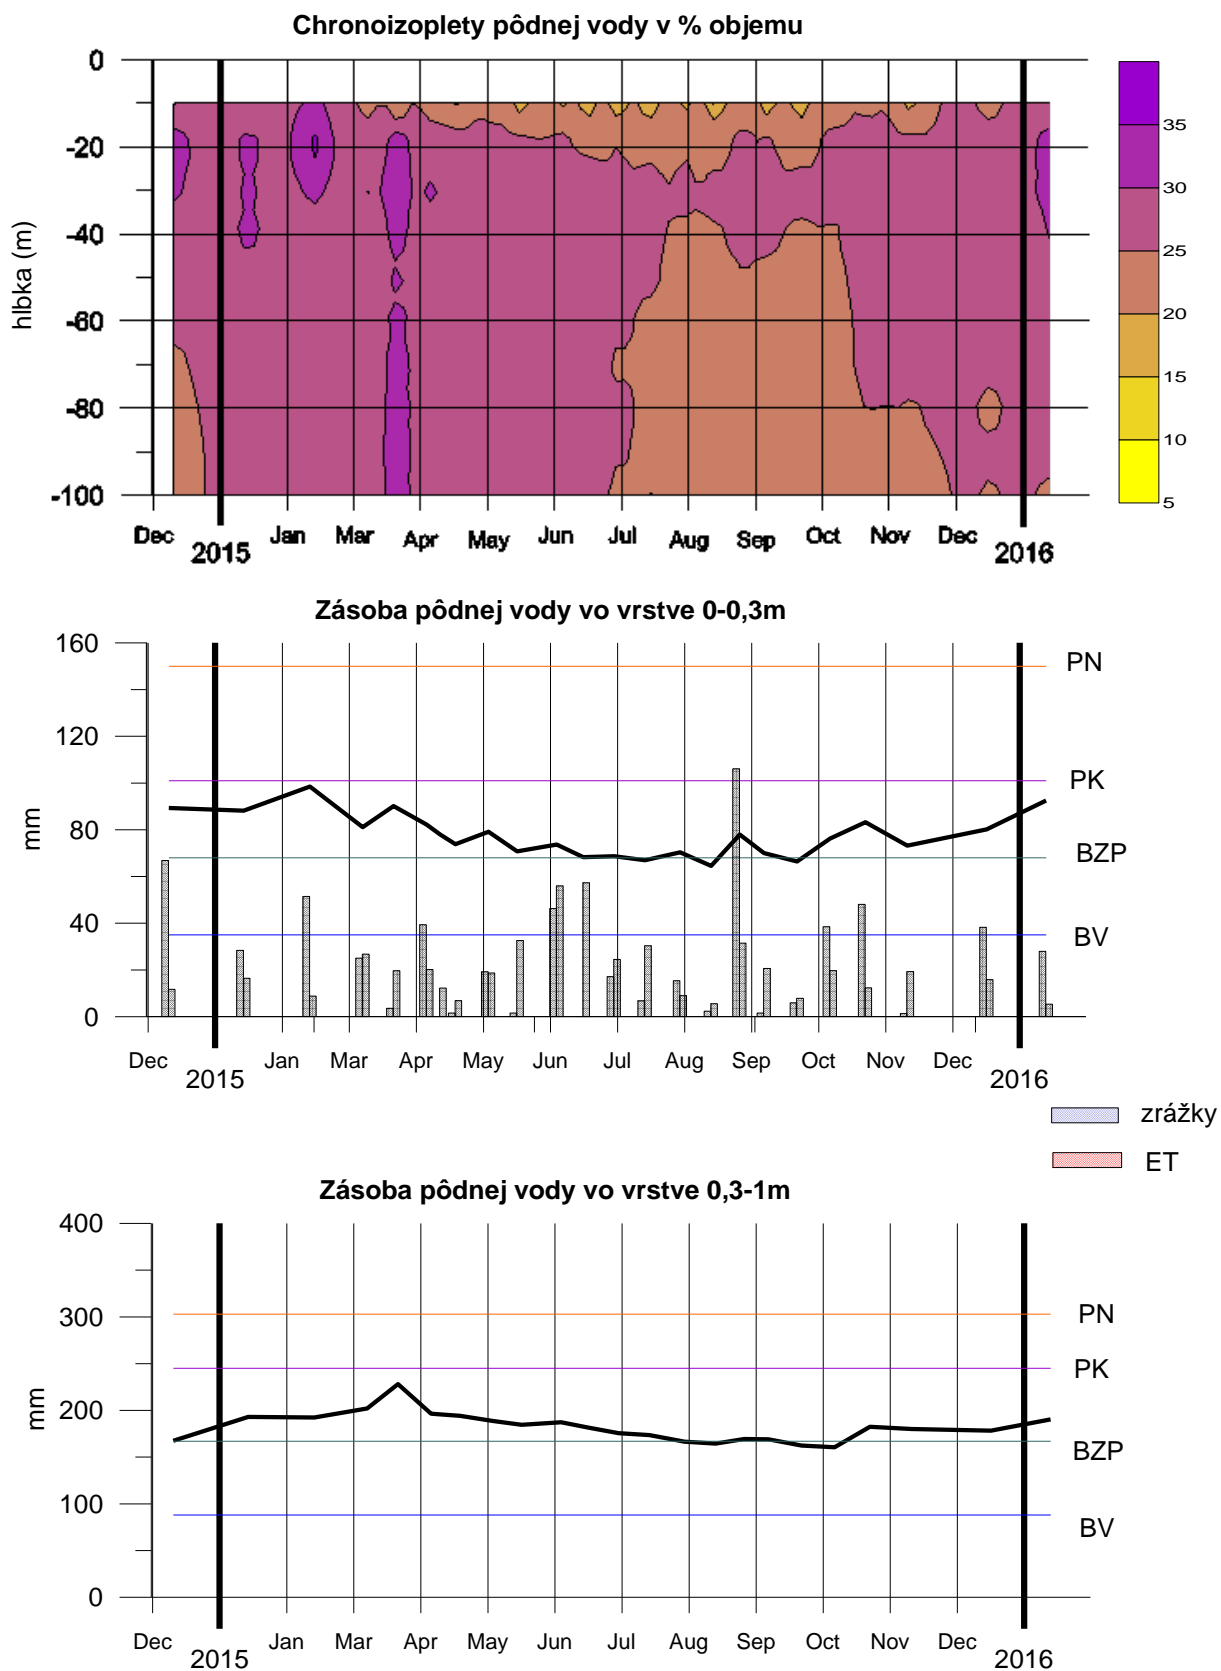 Chronoizoplety pôdnej vody v % objemu
0
-20
-40
-60
-80
-100
hlbka (m)
35
30
25
20
15
10
5
Dec Jan Mar Apr May Jun Jul Aug Sep Oct Nov Dec
2015 2016
Zásoba pôdnej vody vo vrstve 0-0,3m
160
120
80
40
0
mm
PN
PK
BZP
BV
Dec Jan Mar Apr May Jun Jul Aug Sep Oct Nov Dec
2015 2016
zrážky
ET
Zásoba pôdnej vody vo vrstve 0,3-1m
400
300
200
100
0
mm
PN
PK
BZP
BV
Dec Jan Mar Apr May Jun Jul Aug Sep Oct Nov Dec
2015 2016